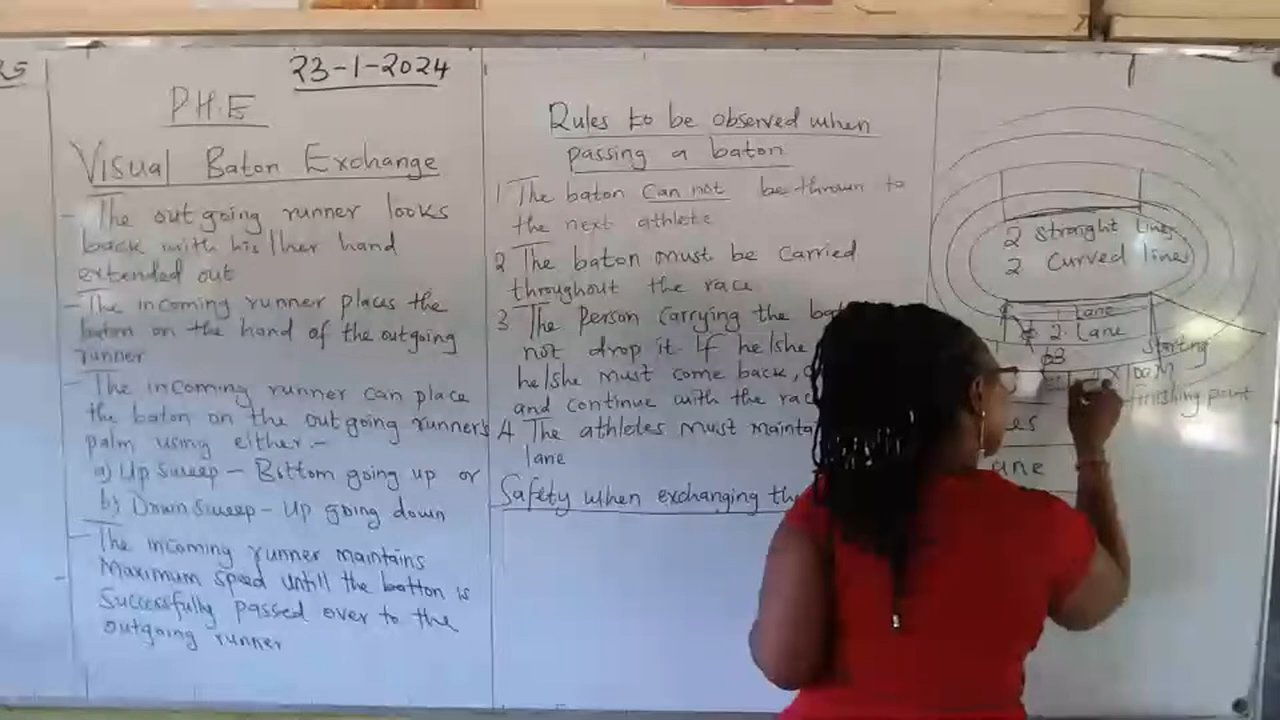 23-1-2024
P.H.E
Visual Baton Exchange
- The out going runner looks
back with his/her hand
extended out
- The incoming runner places the
baton on the hand of the outgoing
runner
- The incoming runner can place
the baton on the outgoing runner's
palm using either:-
a) Up Sweep - Bottom going up or
b) Down Sweep - Up going down
- The incoming runner maintains
Maximum speed untill the batton is
Successfully passed over to the
outgoing runner
Rules to be observed when
passing a baton
1 The baton can not be thrown to
the next athlete
2 The baton must be carried
throughout the race
3 The person carrying the
not drop it. If he/she
he/she must come back,
and continue with the
4 The athletes must
lane
Safety when exchanging
2 straight lines
2 curved lines
1 Lane
2 Lane
3
Starting
finishing point